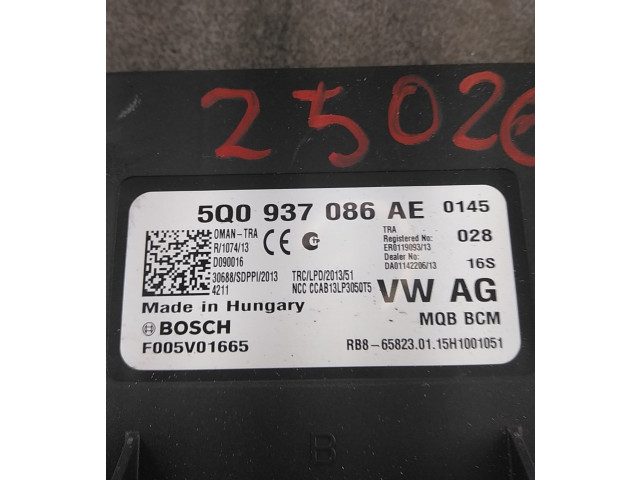 25026
5Q0 937 086 AE 0145
OMAN-TRA
R/1074/13
D090016
30688/SDPPI/2013
4211
CE
TRC/LPD/2013/51
NCC CCAB13LP3050T5
TRA
Registered No:
ER0119093/13
Dealer No:
DA01142206/13
028
16S
Made in Hungary
VW AG
BOSCH
MQB BCM
F005V01665
RB8-65823.01.15H1001051
B